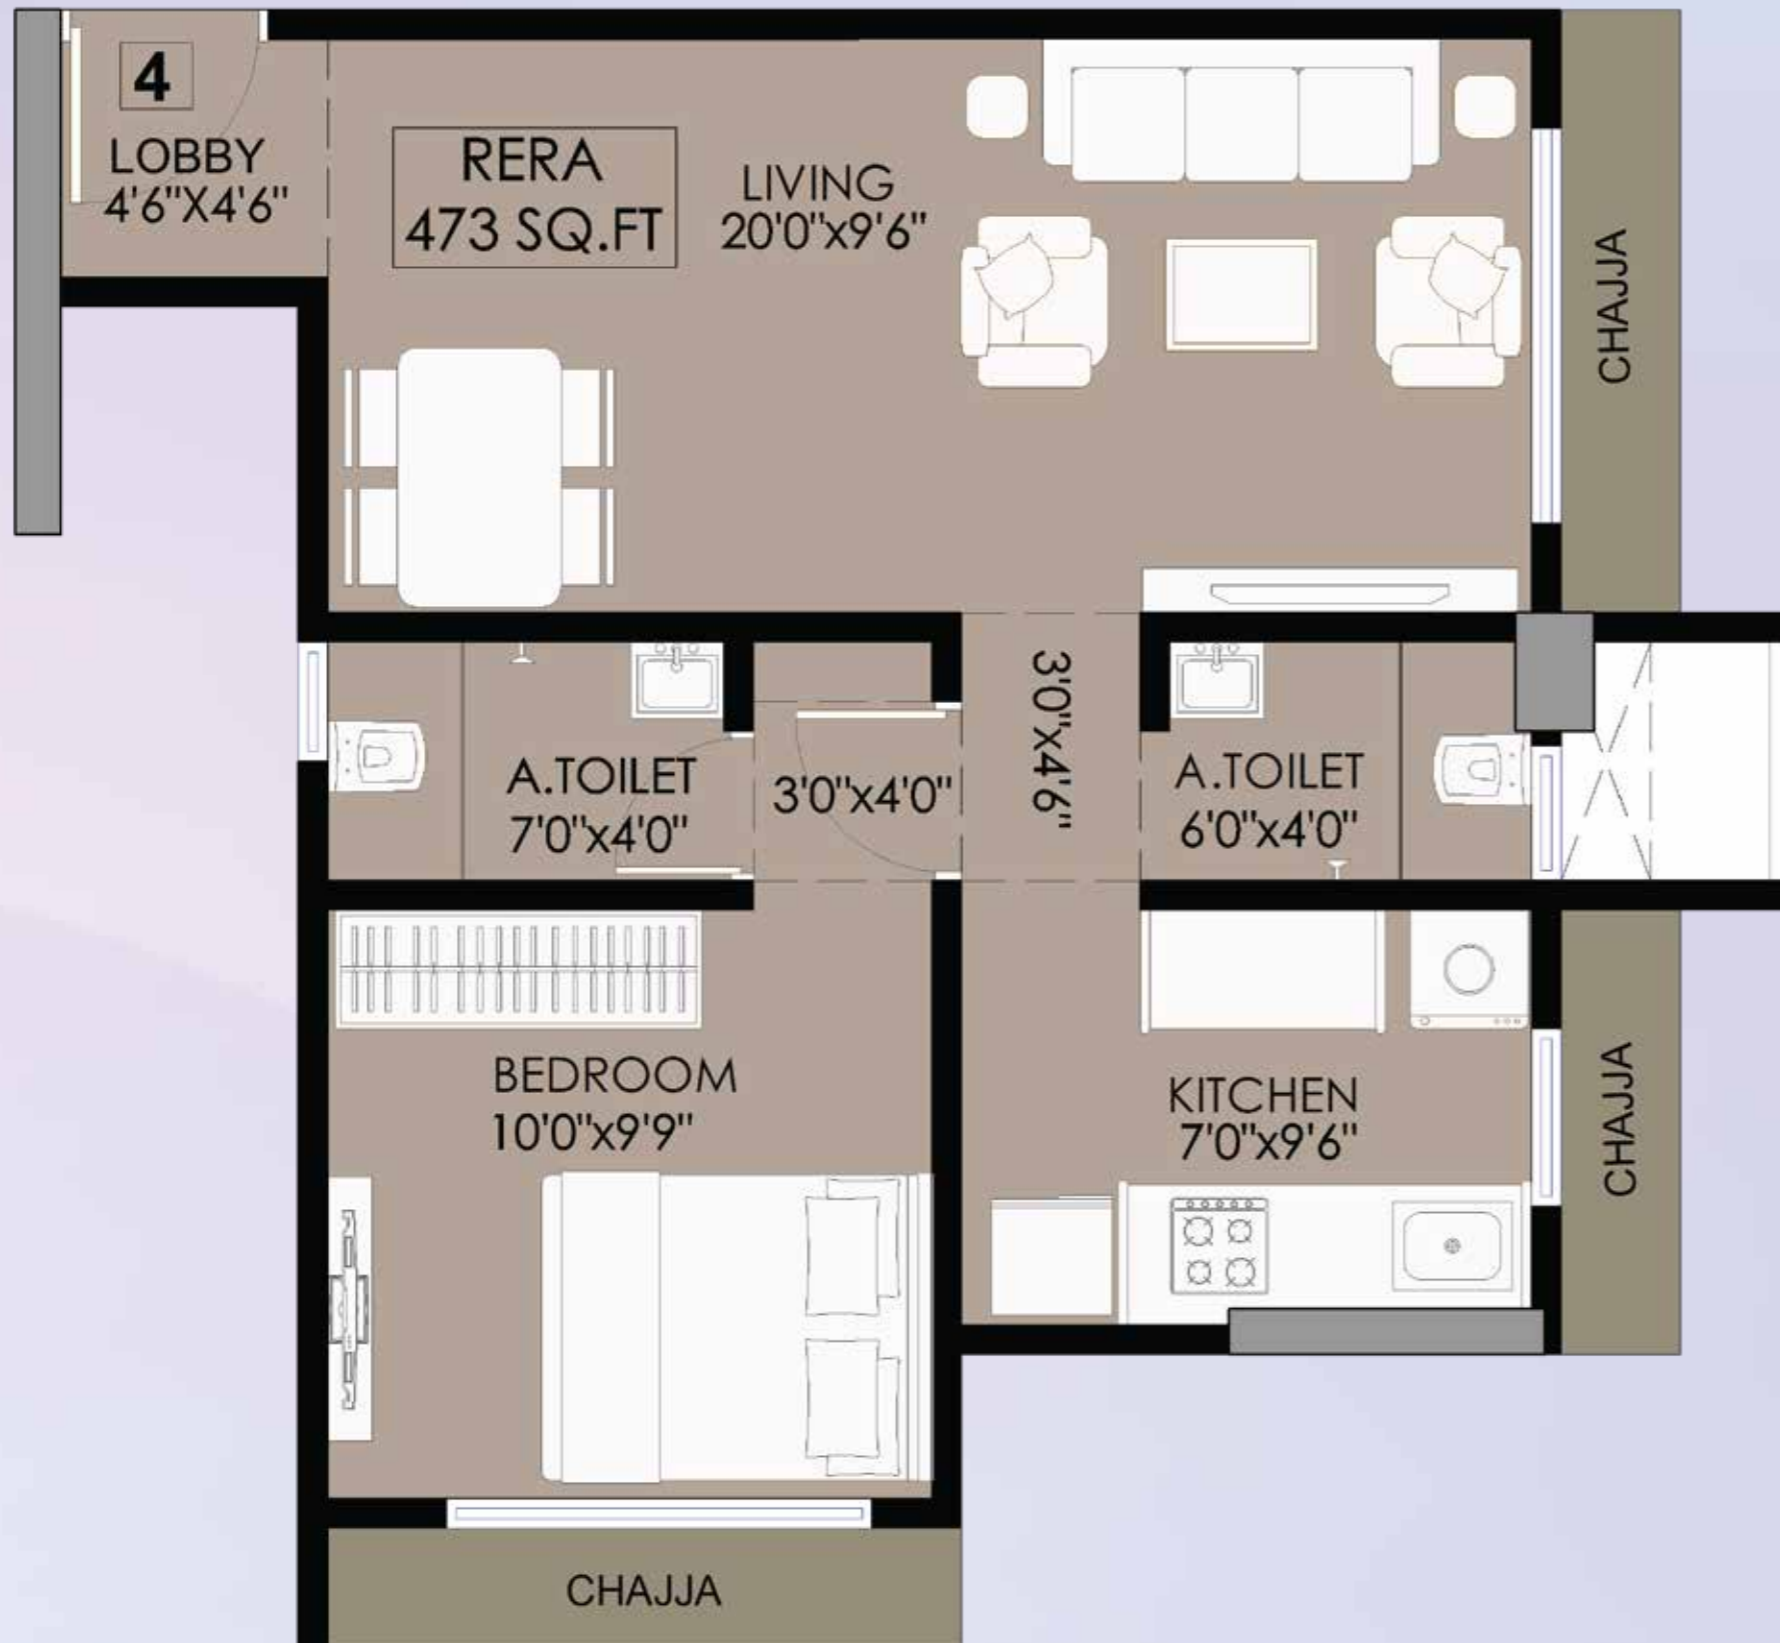 4
LOBBY
4'6"X4'6"
RERA
473 SQ.FT
LIVING
20'0"x9'6"
CHAJJA
A.TOILET
7'0"x4'0"
3'0"x4'0"
3'0"x4'6"
A.TOILET
6'0"x4'0"
BEDROOM
10'0"x9'9"
KITCHEN
7'0"x9'6"
CHAJJA
CHAJJA